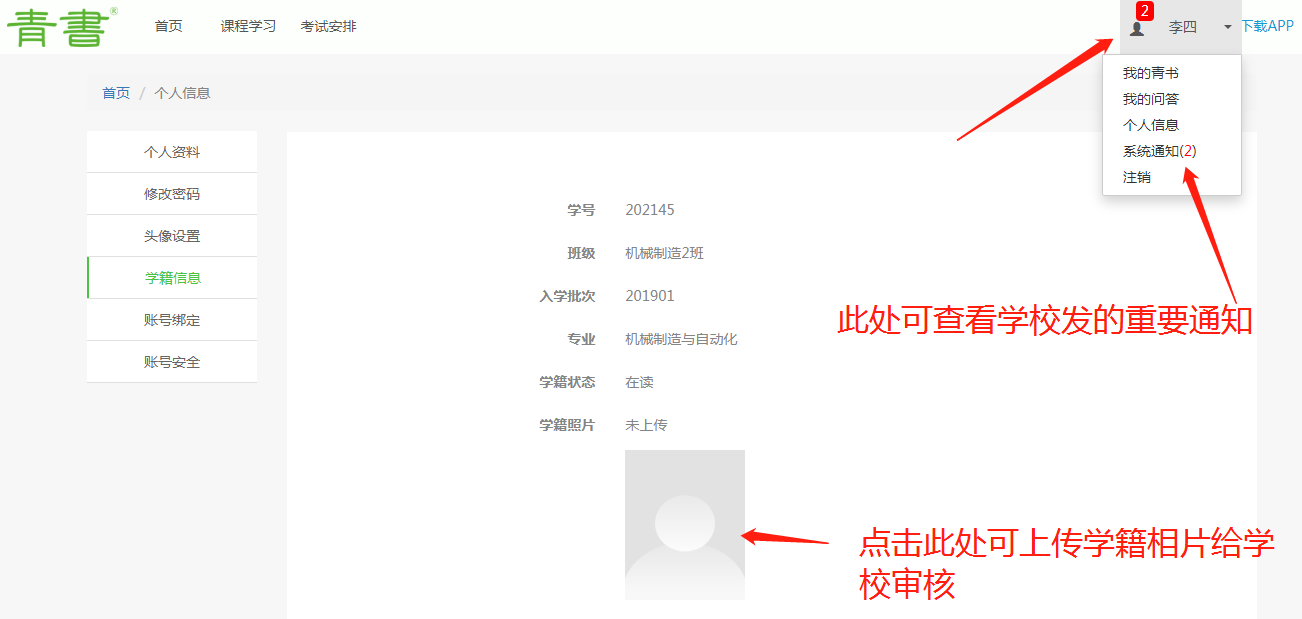 青書®
首页
课程学习
考试安排
2
李四
下载APP
我的青书
我的问答
个人信息
系统通知(2)
注销
首页 / 个人信息
个人资料
修改密码
头像设置
学籍信息
账号绑定
账号安全
学号 202145
班级 机械制造2班
入学批次 201901
专业 机械制造与自动化
学籍状态 在读
学籍照片 未上传
此处可查看学校发的重要通知
点击此处可上传学籍相片给学
校审核